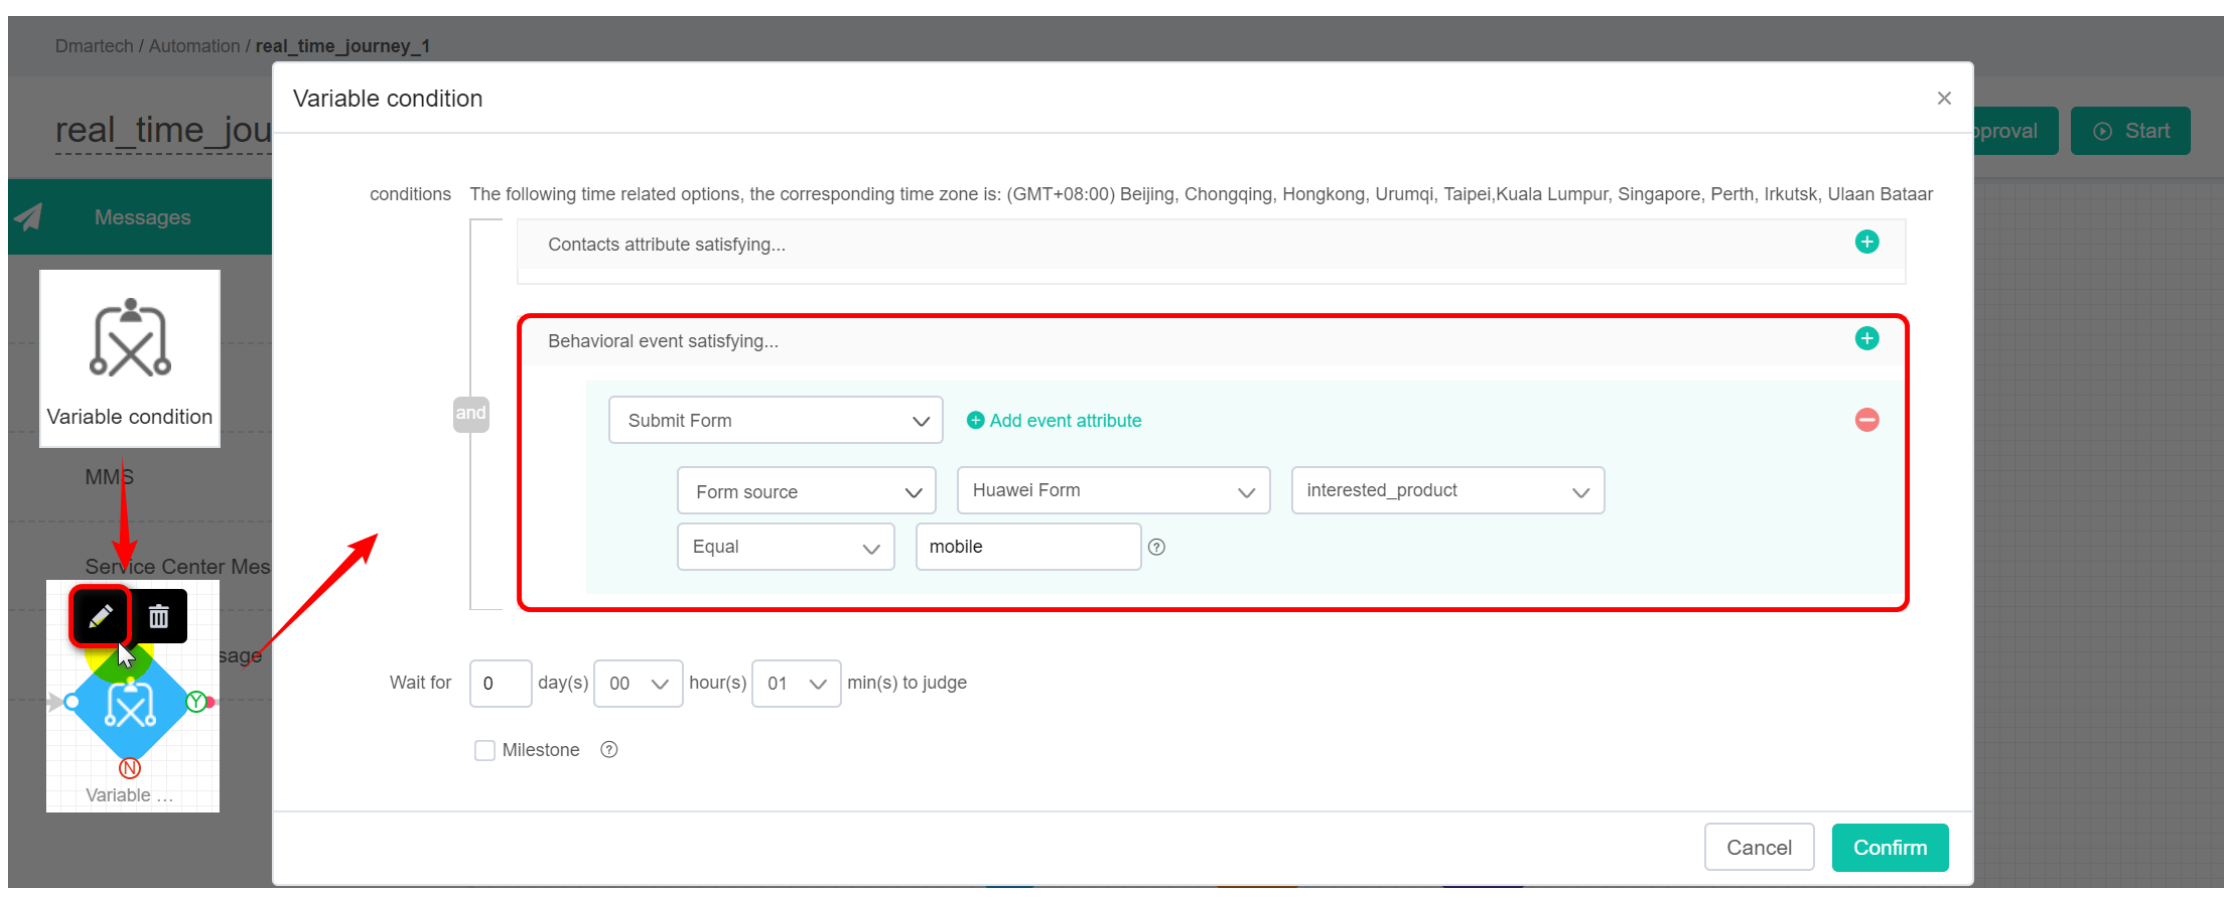 Dmartech / Automation / real_time_journey_1
Variable condition
real_time_jou
pproval
Start
Messages
conditions The following time related options, the corresponding time zone is: (GMT+08:00) Beijing, Chongqing, Hongkong, Urumqi, Taipei,Kuala Lumpur, Singapore, Perth, Irkutsk, Ulaan Bataar
Contacts attribute satisfying...
Behavioral event satisfying...
and
Submit Form
Add event attribute
Variable condition
MMS
Form source
Huawei Form
interested_product
Equal
mobile
Service Center Mes
sage
Y
N
Variable ...
Wait for 0 day(s) 00 hour(s) 01 min(s) to judge
Milestone
Cancel
Confirm